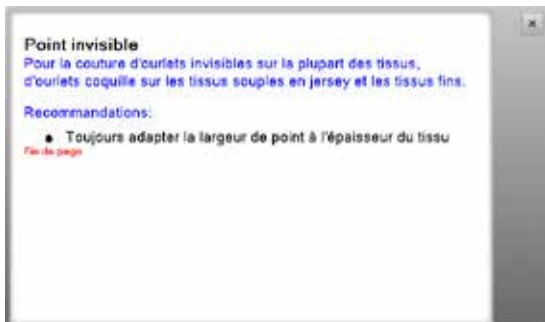 Point invisible
Pour la couture d'ourlets invisibles sur la plupart des tissus,
d'ourlets coquille sur les tissus souples en jersey et les tissus fins.
Recommandations:
• Toujours adapter la largeur de point à l'épaisseur du tissu
Fin de page